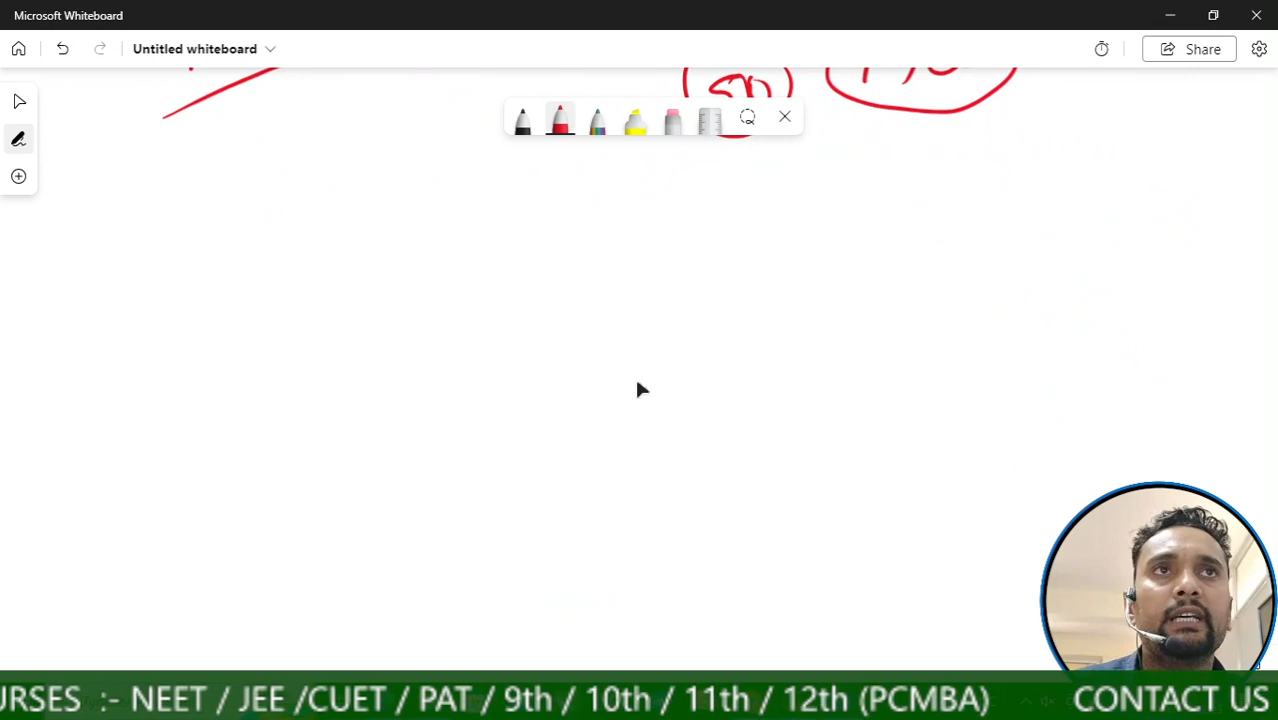 Microsoft Whiteboard
Untitled whiteboard
Share
URSES :- NEET / JEE /CUET / PAT / 9th / 10th / 11th / 12th (PCMBA) CONTACT US